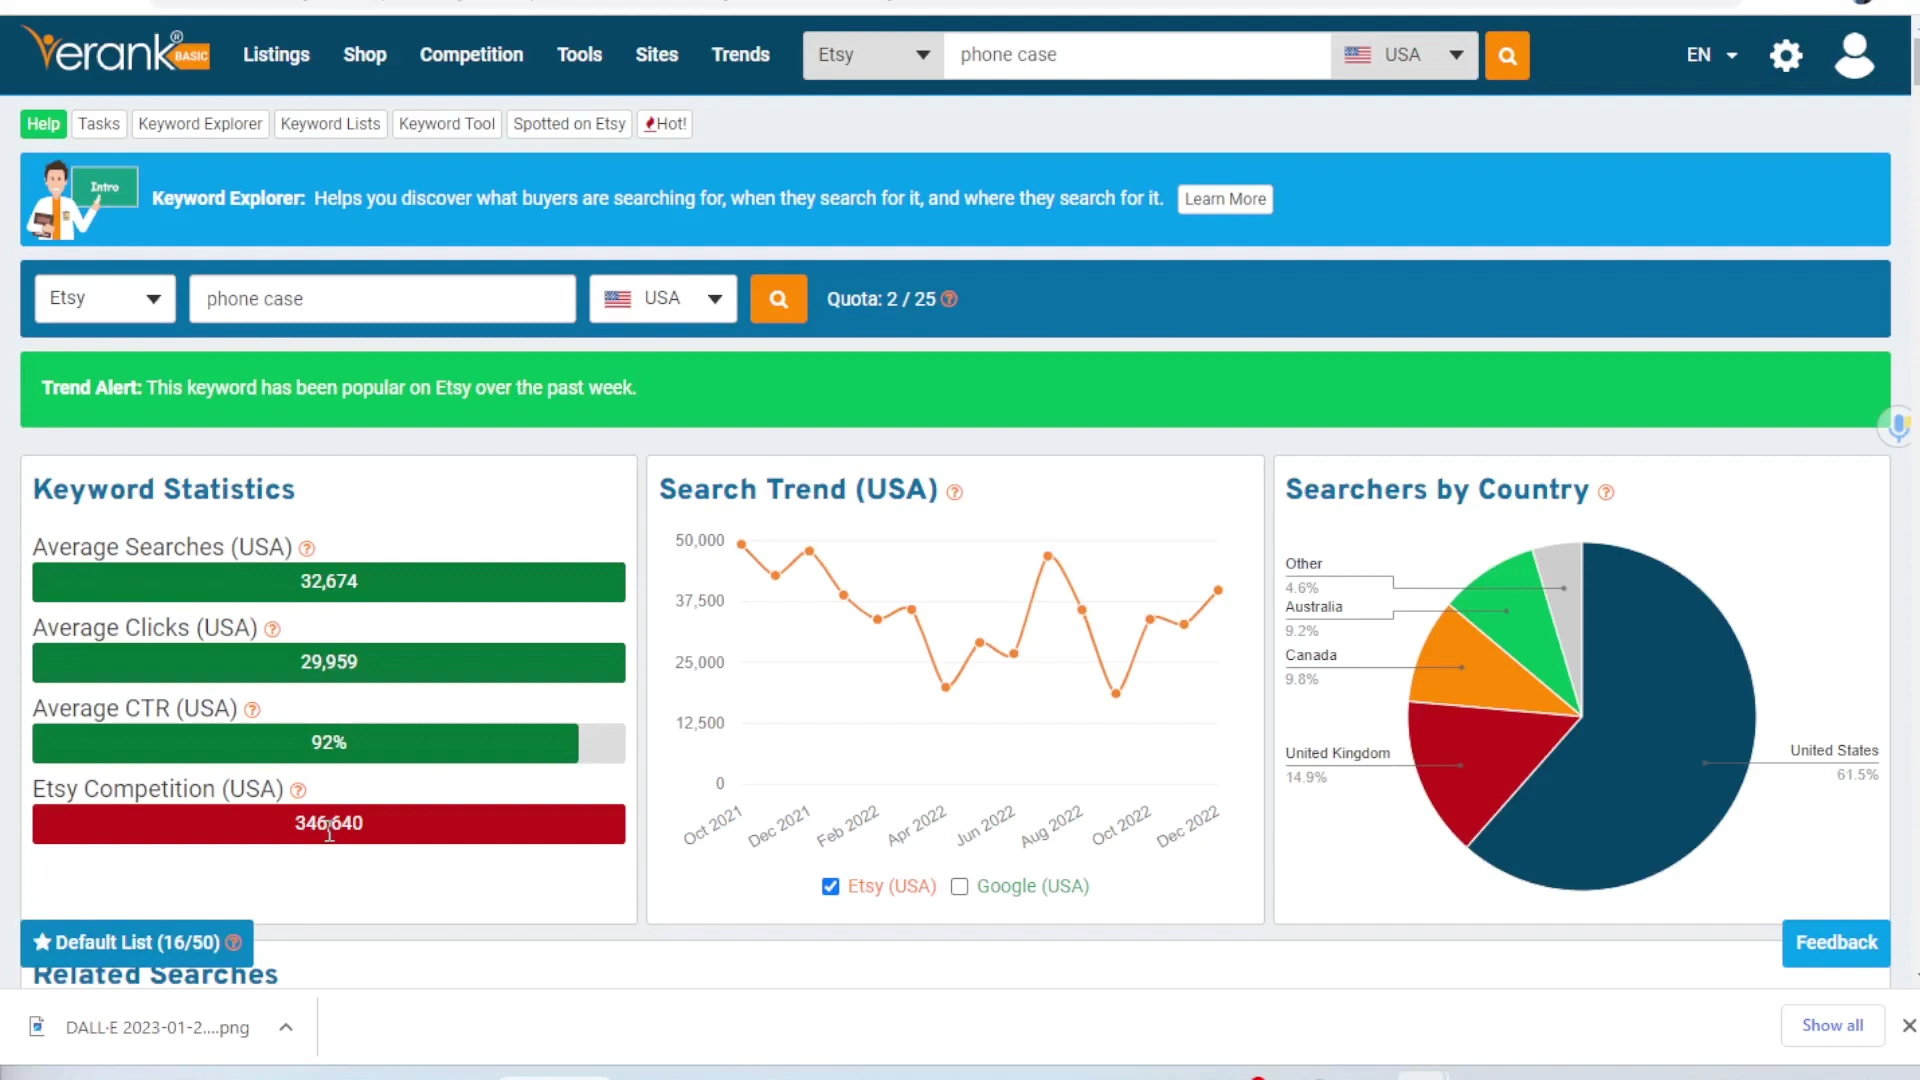 erank® BASIC
Listings Shop Competition Tools Sites Trends Etsy phone case USA EN
Help Tasks Keyword Explorer Keyword Lists Keyword Tool Spotted on Etsy Hot!
Intro
Keyword Explorer: Helps you discover what buyers are searching for, when they search for it, and where they search for it. Learn More
Etsy phone case USA Quota: 2 / 25
Trend Alert: This keyword has been popular on Etsy over the past week.
Keyword Statistics
Average Searches (USA)
32,674
Average Clicks (USA)
29,959
Average CTR (USA)
92%
Etsy Competition (USA)
346,640
Search Trend (USA)
50,000
37,500
25,000
12,500
0
Oct 2021 Dec 2021 Feb 2022 Apr 2022 Jun 2022 Aug 2022 Oct 2022 Dec 2022
Etsy (USA) Google (USA)
Searchers by Country
Other
4.6%
Australia
9.2%
Canada
9.8%
United Kingdom
14.9%
United States
61.5%
Default List (16/50)
Feedback
Related Searches
DALL·E 2023-01-2....png
Show all